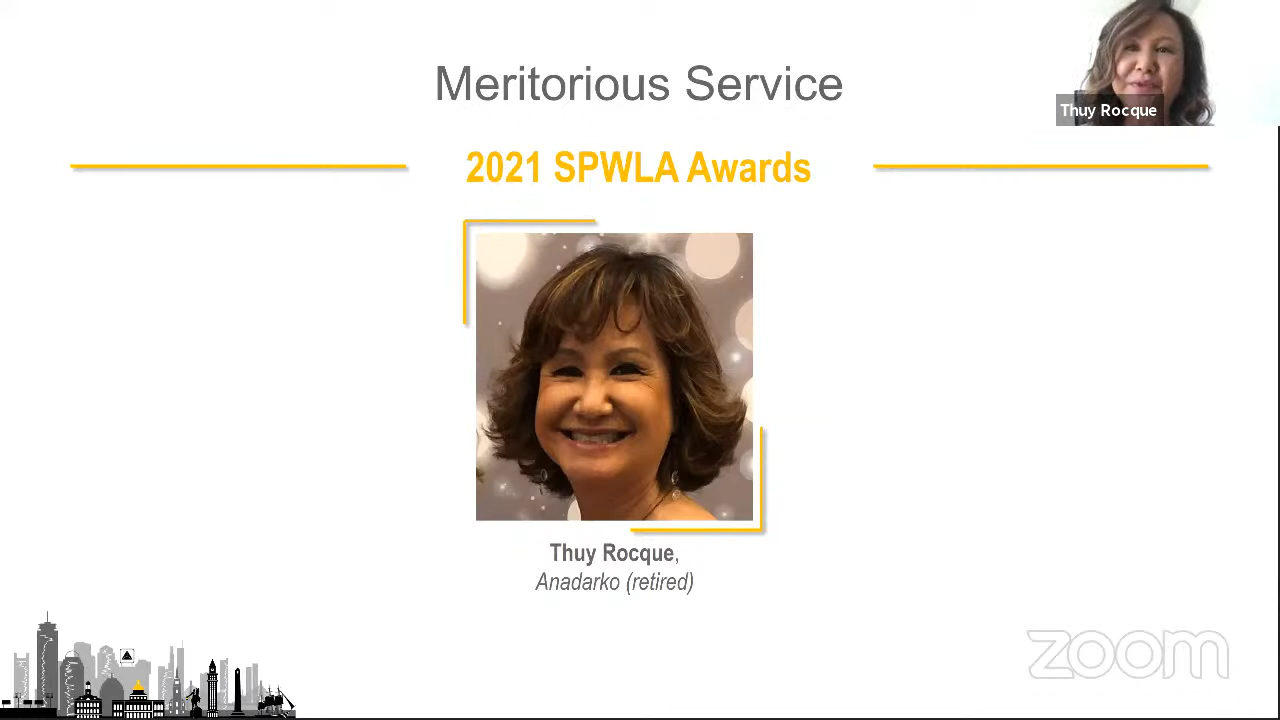 Meritorious Service
Thuy Rocque
2021 SPWLA Awards
Thuy Rocque,
Anadarko (retired)
zoom